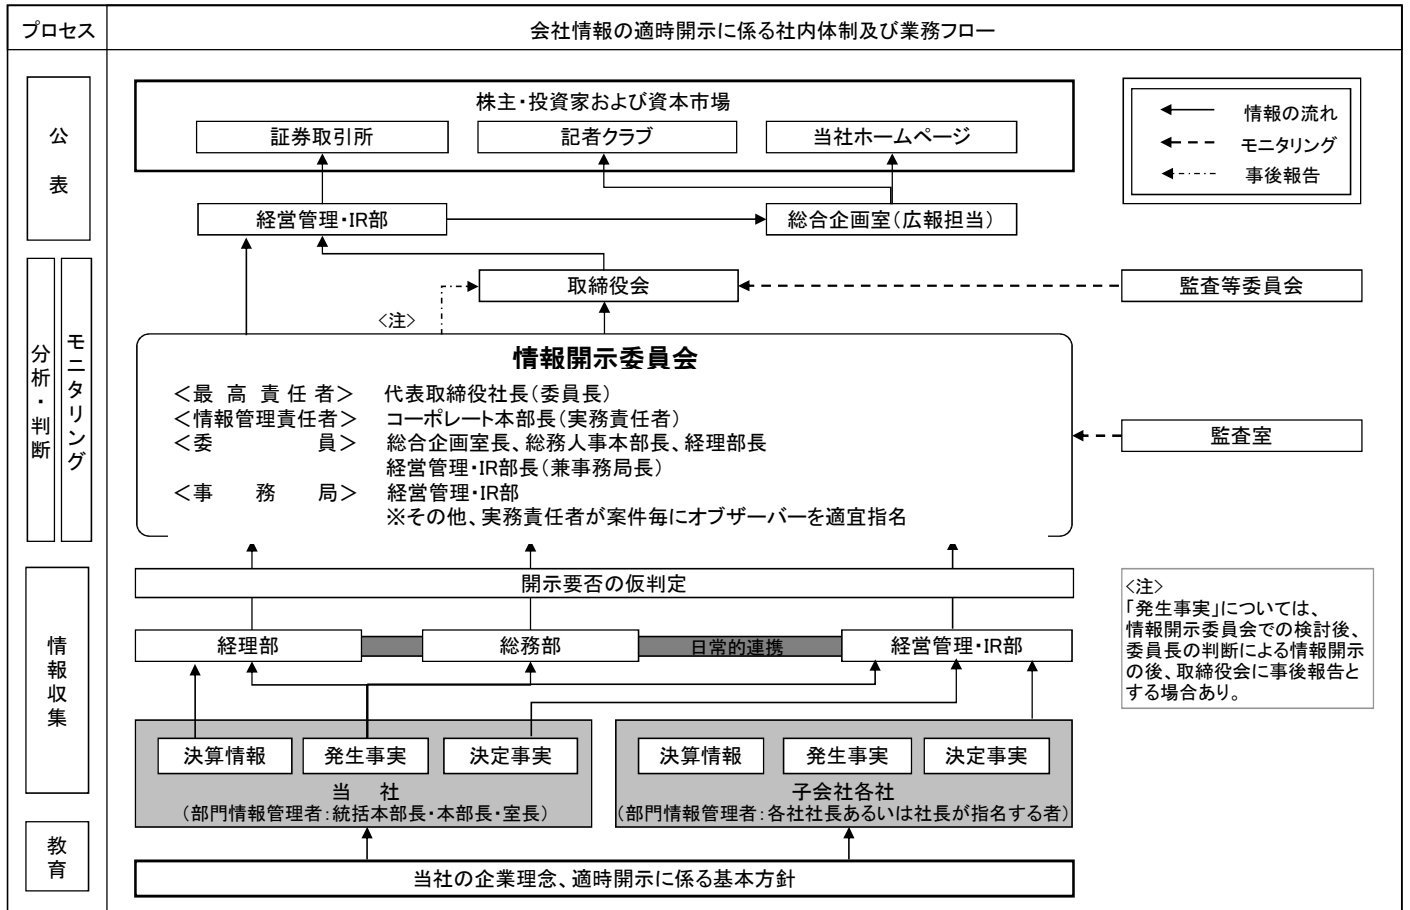 プロセス
会社情報の適時開示に係る社内体制及び業務フロー
公表
株主・投資家および資本市場
証券取引所
記者クラブ
当社ホームページ
情報の流れ
モニタリング
事後報告
経営管理・IR部
総合企画室（広報担当）
分析・判断
モニタリング
取締役会
監査等委員会
<注>
情報開示委員会
＜最高責任者＞ 代表取締役社長（委員長）
＜情報管理責任者＞ コーポレート本部長（実務責任者）
＜委員＞ 総合企画室長、総務人事本部長、経理部長
経営管理・IR部長（兼事務局長）
＜事務局＞ 経営管理・IR部
※その他、実務責任者が案件毎にオブザーバーを適宜指名
監査室
情報収集
開示要否の仮判定
経理部
総務部
日常的連携
経営管理・IR部
<注>
「発生事実」については、
情報開示委員会での検討後、
委員長の判断による情報開示
の後、取締役会に事後報告と
する場合あり。
決算情報
発生事実
決定事実
当 社
（部門情報管理者：統括本部長・本部長・室長）
決算情報
発生事実
決定事実
子会社各社
（部門情報管理者：各社社長あるいは社長が指名する者）
教育
当社の企業理念、適時開示に係る基本方針